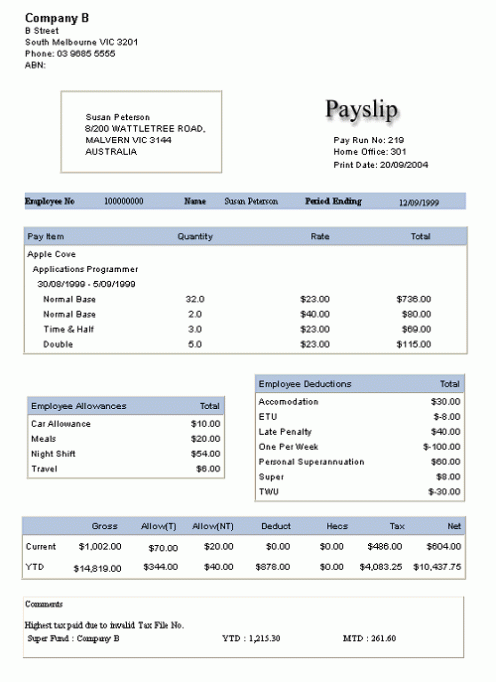 Company B
B Street
South Melbourne VIC 3201
Phone: 03 9685 5555
ABN:
Susan Peterson
8/200 WATTLETREE ROAD,
MALVERN VIC 3144
AUSTRALIA
Payslip
Pay Run No: 219
Home Office: 301
Print Date: 20/09/2004
Employee No 100000000 Name Susan Peterson Period Ending 12/09/1999
Pay Item Quantity Rate Total
Apple Cove
Applications Programmer
30/08/1999 - 5/09/1999
Normal Base 32.0 $23.00 $736.00
Normal Base 2.0 $40.00 $80.00
Time & Half 3.0 $23.00 $69.00
Double 5.0 $23.00 $115.00
Employee Allowances Total
Car Allowance $10.00
Meals $20.00
Night Shift $54.00
Travel $6.00
Employee Deductions Total
Accomodation $30.00
ETU $-8.00
Late Penalty $40.00
One Per Week $-100.00
Personal Superannuation $60.00
Super $8.00
TWU $-30.00
Gross Allow(T) Allow(NT) Deduct Hecs Tax Net
Current $1,002.00 $70.00 $20.00 $0.00 $0.00 $486.00 $604.00
YTD $14,819.00 $344.00 $40.00 $878.00 $0.00 $4,083.25 $10,437.75
Comments
Highest tax paid due to invalid Tax File No.
Super Fund : Company B YTD : 1,215.30 MTD : 261.60